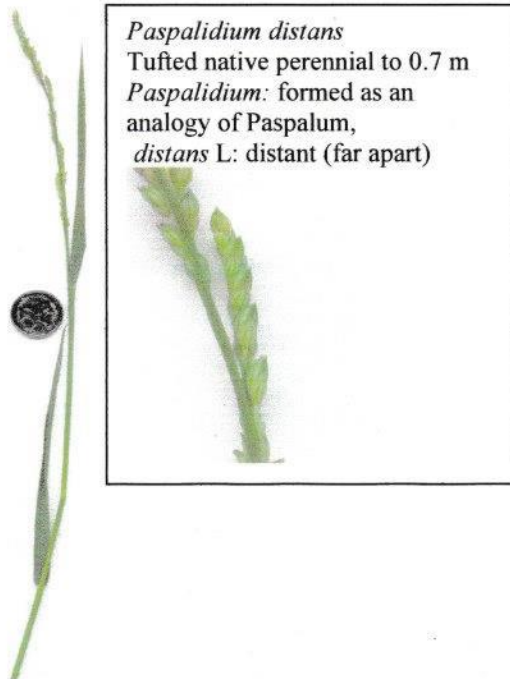 Paspalidium distans
Tufted native perennial to 0.7 m
Paspalidium: formed as an
analogy of Paspalum,
distans L: distant (far apart)